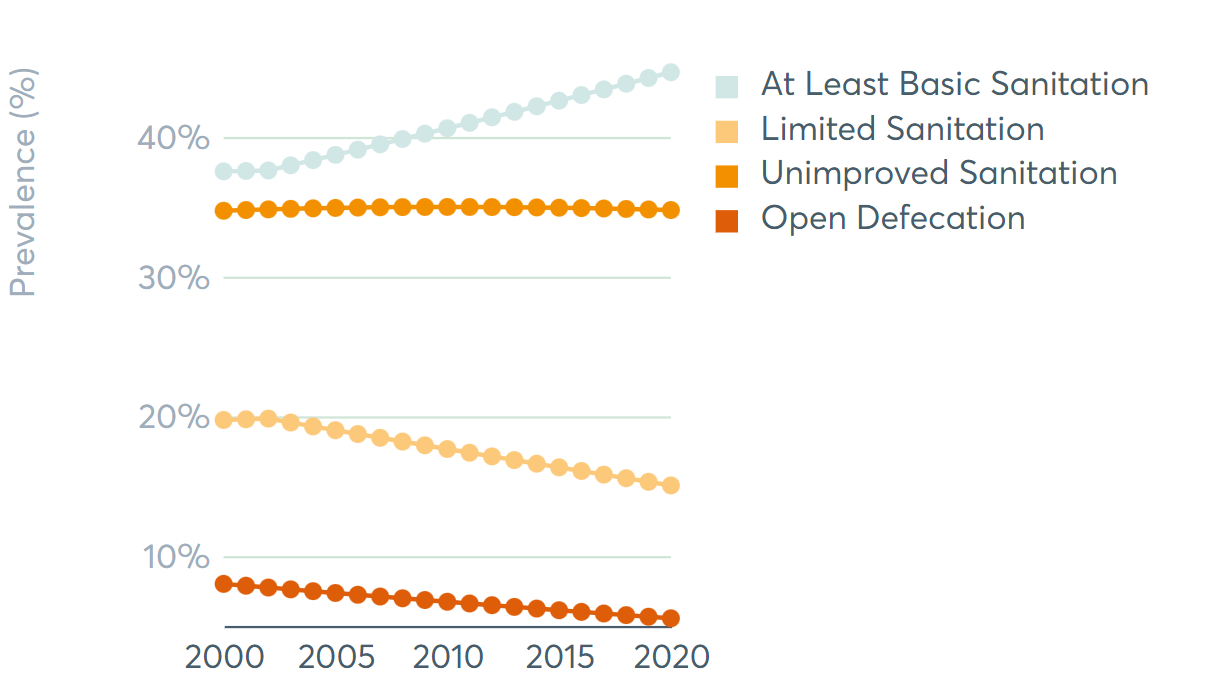 Prevalence (%)
40%
30%
20%
10%
2000 2005 2010 2015 2020
At Least Basic Sanitation
Limited Sanitation
Unimproved Sanitation
Open Defecation